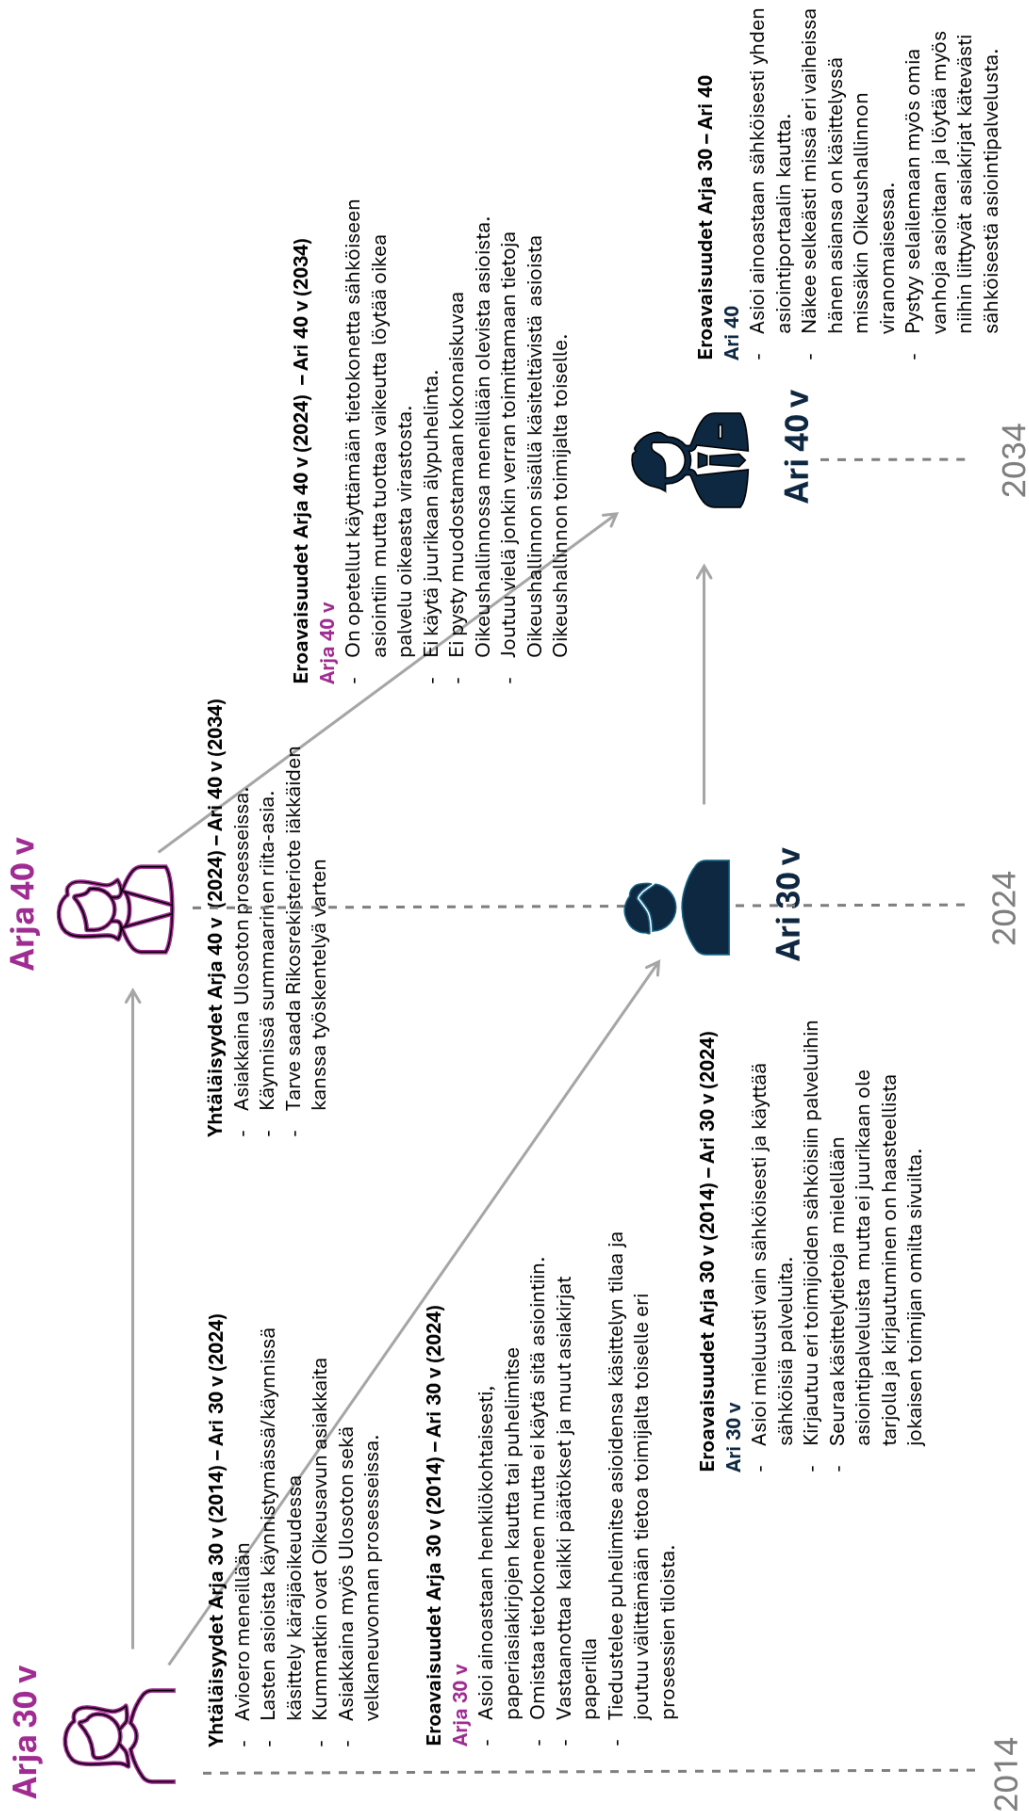 Arja 30 v
Arja 40 v
Yhtäläisyydet Arja 30 v (2014) – Ari 30 v (2024)
- Avioero meneillään
- Lasten asioista käynnistymässä/käynnissä
käsittely käräjäoikeudessa
- Kummatkin ovat Oikeusavun asiakkaita
- Asiakkaina myös Ulosoton sekä
velkaneuvonnan prosesseissa.
Eroavaisuudet Arja 30 v (2014) – Ari 30 v (2024)
Arja 30 v
- Asioi ainoastaan henkilökohtaisesti,
paperiasiakirjojen kautta tai puhelimitse
- Omistaa tietokoneen mutta ei käytä sitä asiointiin.
- Vastaanottaa kaikki päätökset ja muut asiakirjat
paperilla
- Tiedustelee puhelimitse asioidensa käsittelyn tilaa ja
joutuu välittämään tietoa toimijalta toiselle eri
prosessien tiloista.
Yhtäläisyydet Arja 40 v (2024) – Ari 40 v (2034)
- Asiakkaina Ulosoton prosesseissa.
- Käynnissä summaarinen riita-asia.
- Tarve saada Rikosrekisteriote iäkkäiden
kanssa työskentelyä varten
Eroavaisuudet Arja 40 v (2024) – Ari 40 v (2034)
Arja 40 v
- On opetellut käyttämään tietokonetta sähköiseen
asiointiin mutta tuottaa vaikeutta löytää oikea
palvelu oikeasta virastosta.
- Ei käytä juurikaan älypuhelinta.
- Ei pysty muodostamaan kokonaiskuvaa
Oikeushallinnossa meneillään olevista asioista.
- Joutuu vielä jonkin verran toimittamaan tietoja
Oikeushallinnon sisällä käsiteltävistä asioista
Oikeushallinnon toimijalta toiselle.
Eroavaisuudet Arja 30 v (2014) – Ari 30 v (2024)
Ari 30 v
- Asioi mieluusti vain sähköisesti ja käyttää
sähköisiä palveluita.
- Kirjautuu eri toimijoiden sähköisiin palveluihin
- Seuraa käsittelytietoja mielellään
asiointipalveluista mutta ei juurikaan ole
tarjolla ja kirjautuminen on haasteellista
jokaisen toimijan omilta sivuilta.
Ari 30 v
Ari 40 v
Eroavaisuudet Arja 30 – Ari 40
Ari 40
- Asioi ainoastaan sähköisesti yhden
asiointiportaalin kautta.
- Näkee selkeästi missä eri vaiheissa
hänen asiansa on käsittelyssä
missäkin Oikeushallinnon
viranomaisessa.
- Pystyy selailemaan myös omia
vanhoja asioitaan ja löytää myös
niihin liittyvät asiakirjat kätevästi
sähköisestä asiointipalvelusta.
2014
2024
2034